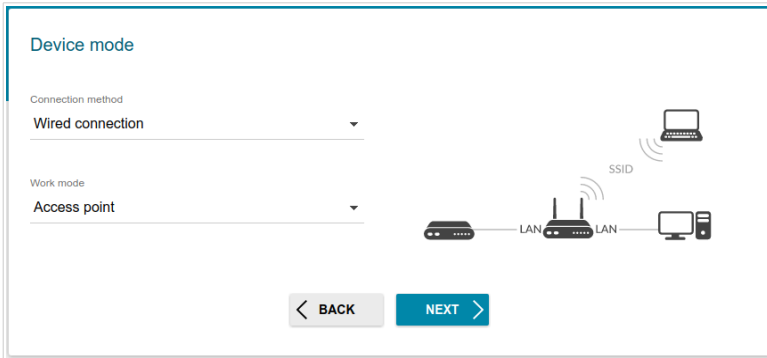 Device mode
Connection method
Wired connection
Work mode
Access point
SSID
LAN LAN
BACK NEXT